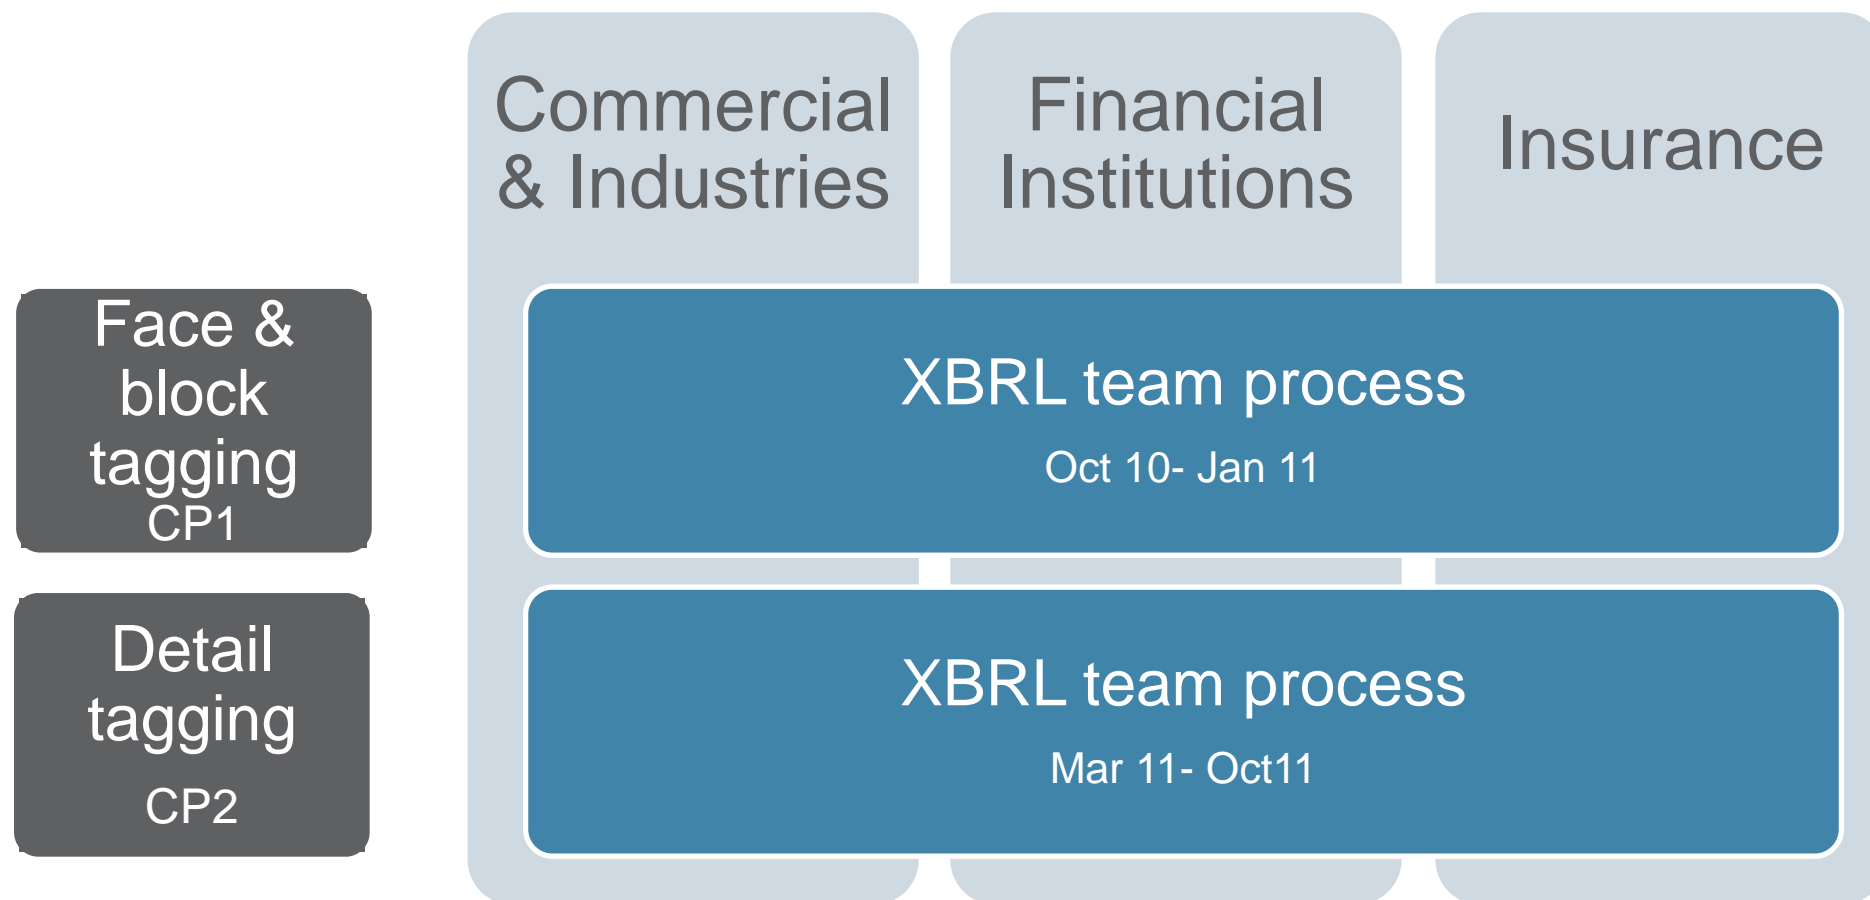 Commercial
& Industries
Financial
Institutions
Insurance
Face &
block
tagging
CP1
XBRL team process
Oct 10- Jan 11
Detail
tagging
CP2
XBRL team process
Mar 11- Oct11